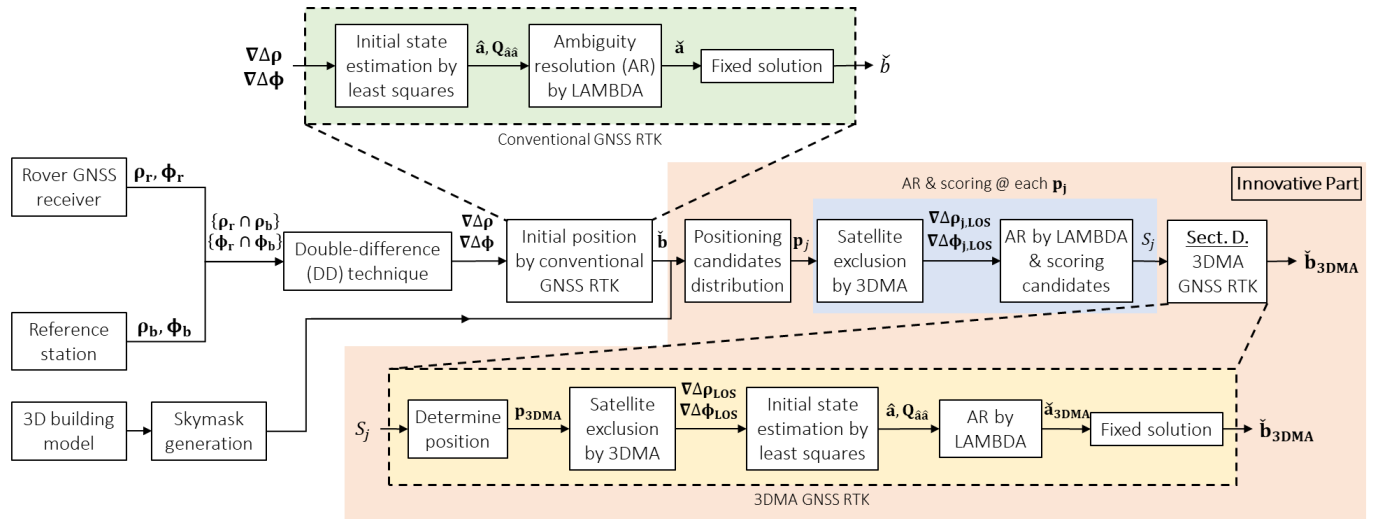 ∇Δ𝛒
∇Δ𝛟
Initial state
estimation by
least squares
â, Q_ââ
Ambiguity
resolution (AR)
by LAMBDA
ǎ
Fixed solution
b̌
Conventional GNSS RTK
Rover GNSS
receiver
ρ_r, ϕ_r
Reference
station
ρ_b, ϕ_b
3D building
model
Skymask
generation
{ρ_r ∩ ρ_b}
{ϕ_r ∩ ϕ_b}
Double-difference
(DD) technique
∇Δρ
∇Δϕ
Initial position
by conventional
GNSS RTK
b̌
AR & scoring @ each p_j
Innovative Part
Positioning
candidates
distribution
p_j
Satellite
exclusion
by 3DMA
∇Δρ_j,LOS
∇Δϕ_j,LOS
AR by LAMBDA
& scoring
candidates
S_j
Sect. D.
3DMA
GNSS RTK
b̌_3DMA
S_j
Determine
position
p_3DMA
Satellite
exclusion
by 3DMA
∇Δρ_LOS
∇Δϕ_LOS
Initial state
estimation by
least squares
â, Q_ââ
AR by
LAMBDA
ǎ_3DMA
Fixed solution
b̌_3DMA
3DMA GNSS RTK